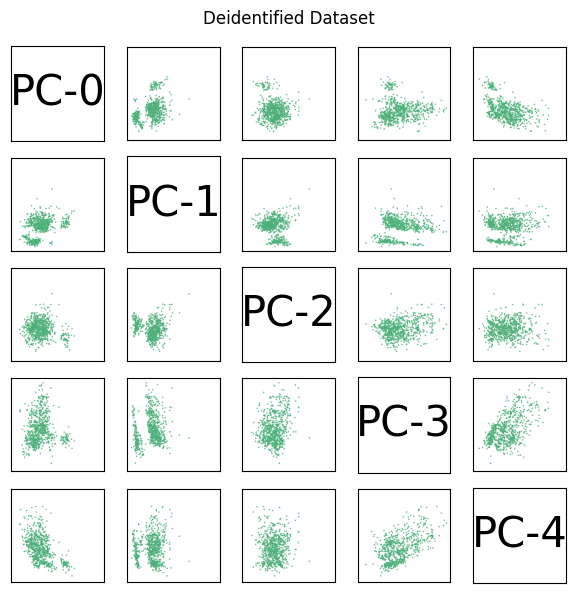 Deidentified Dataset
PC-0
PC-1
PC-2
PC-3
PC-4